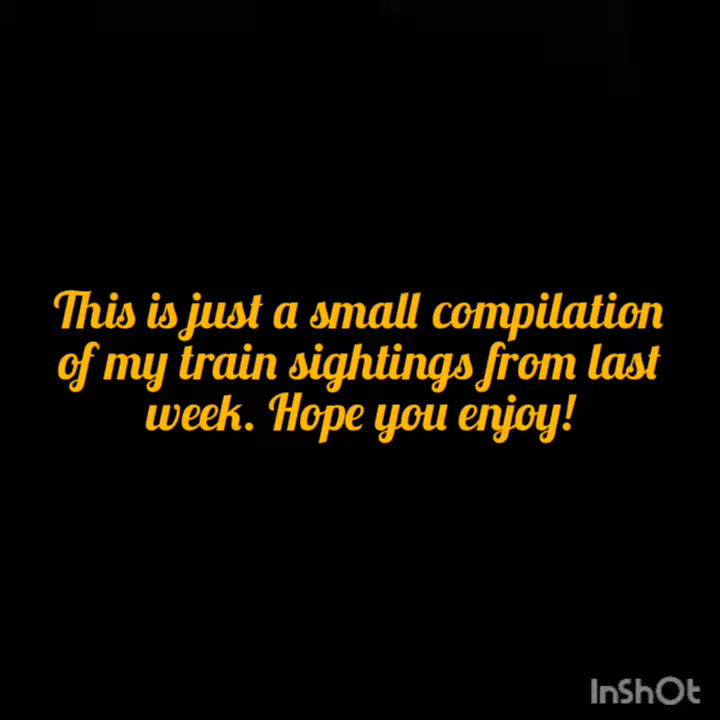 This is just a small compilation
of my train sightings from last
week. Hope you enjoy!
InShOt